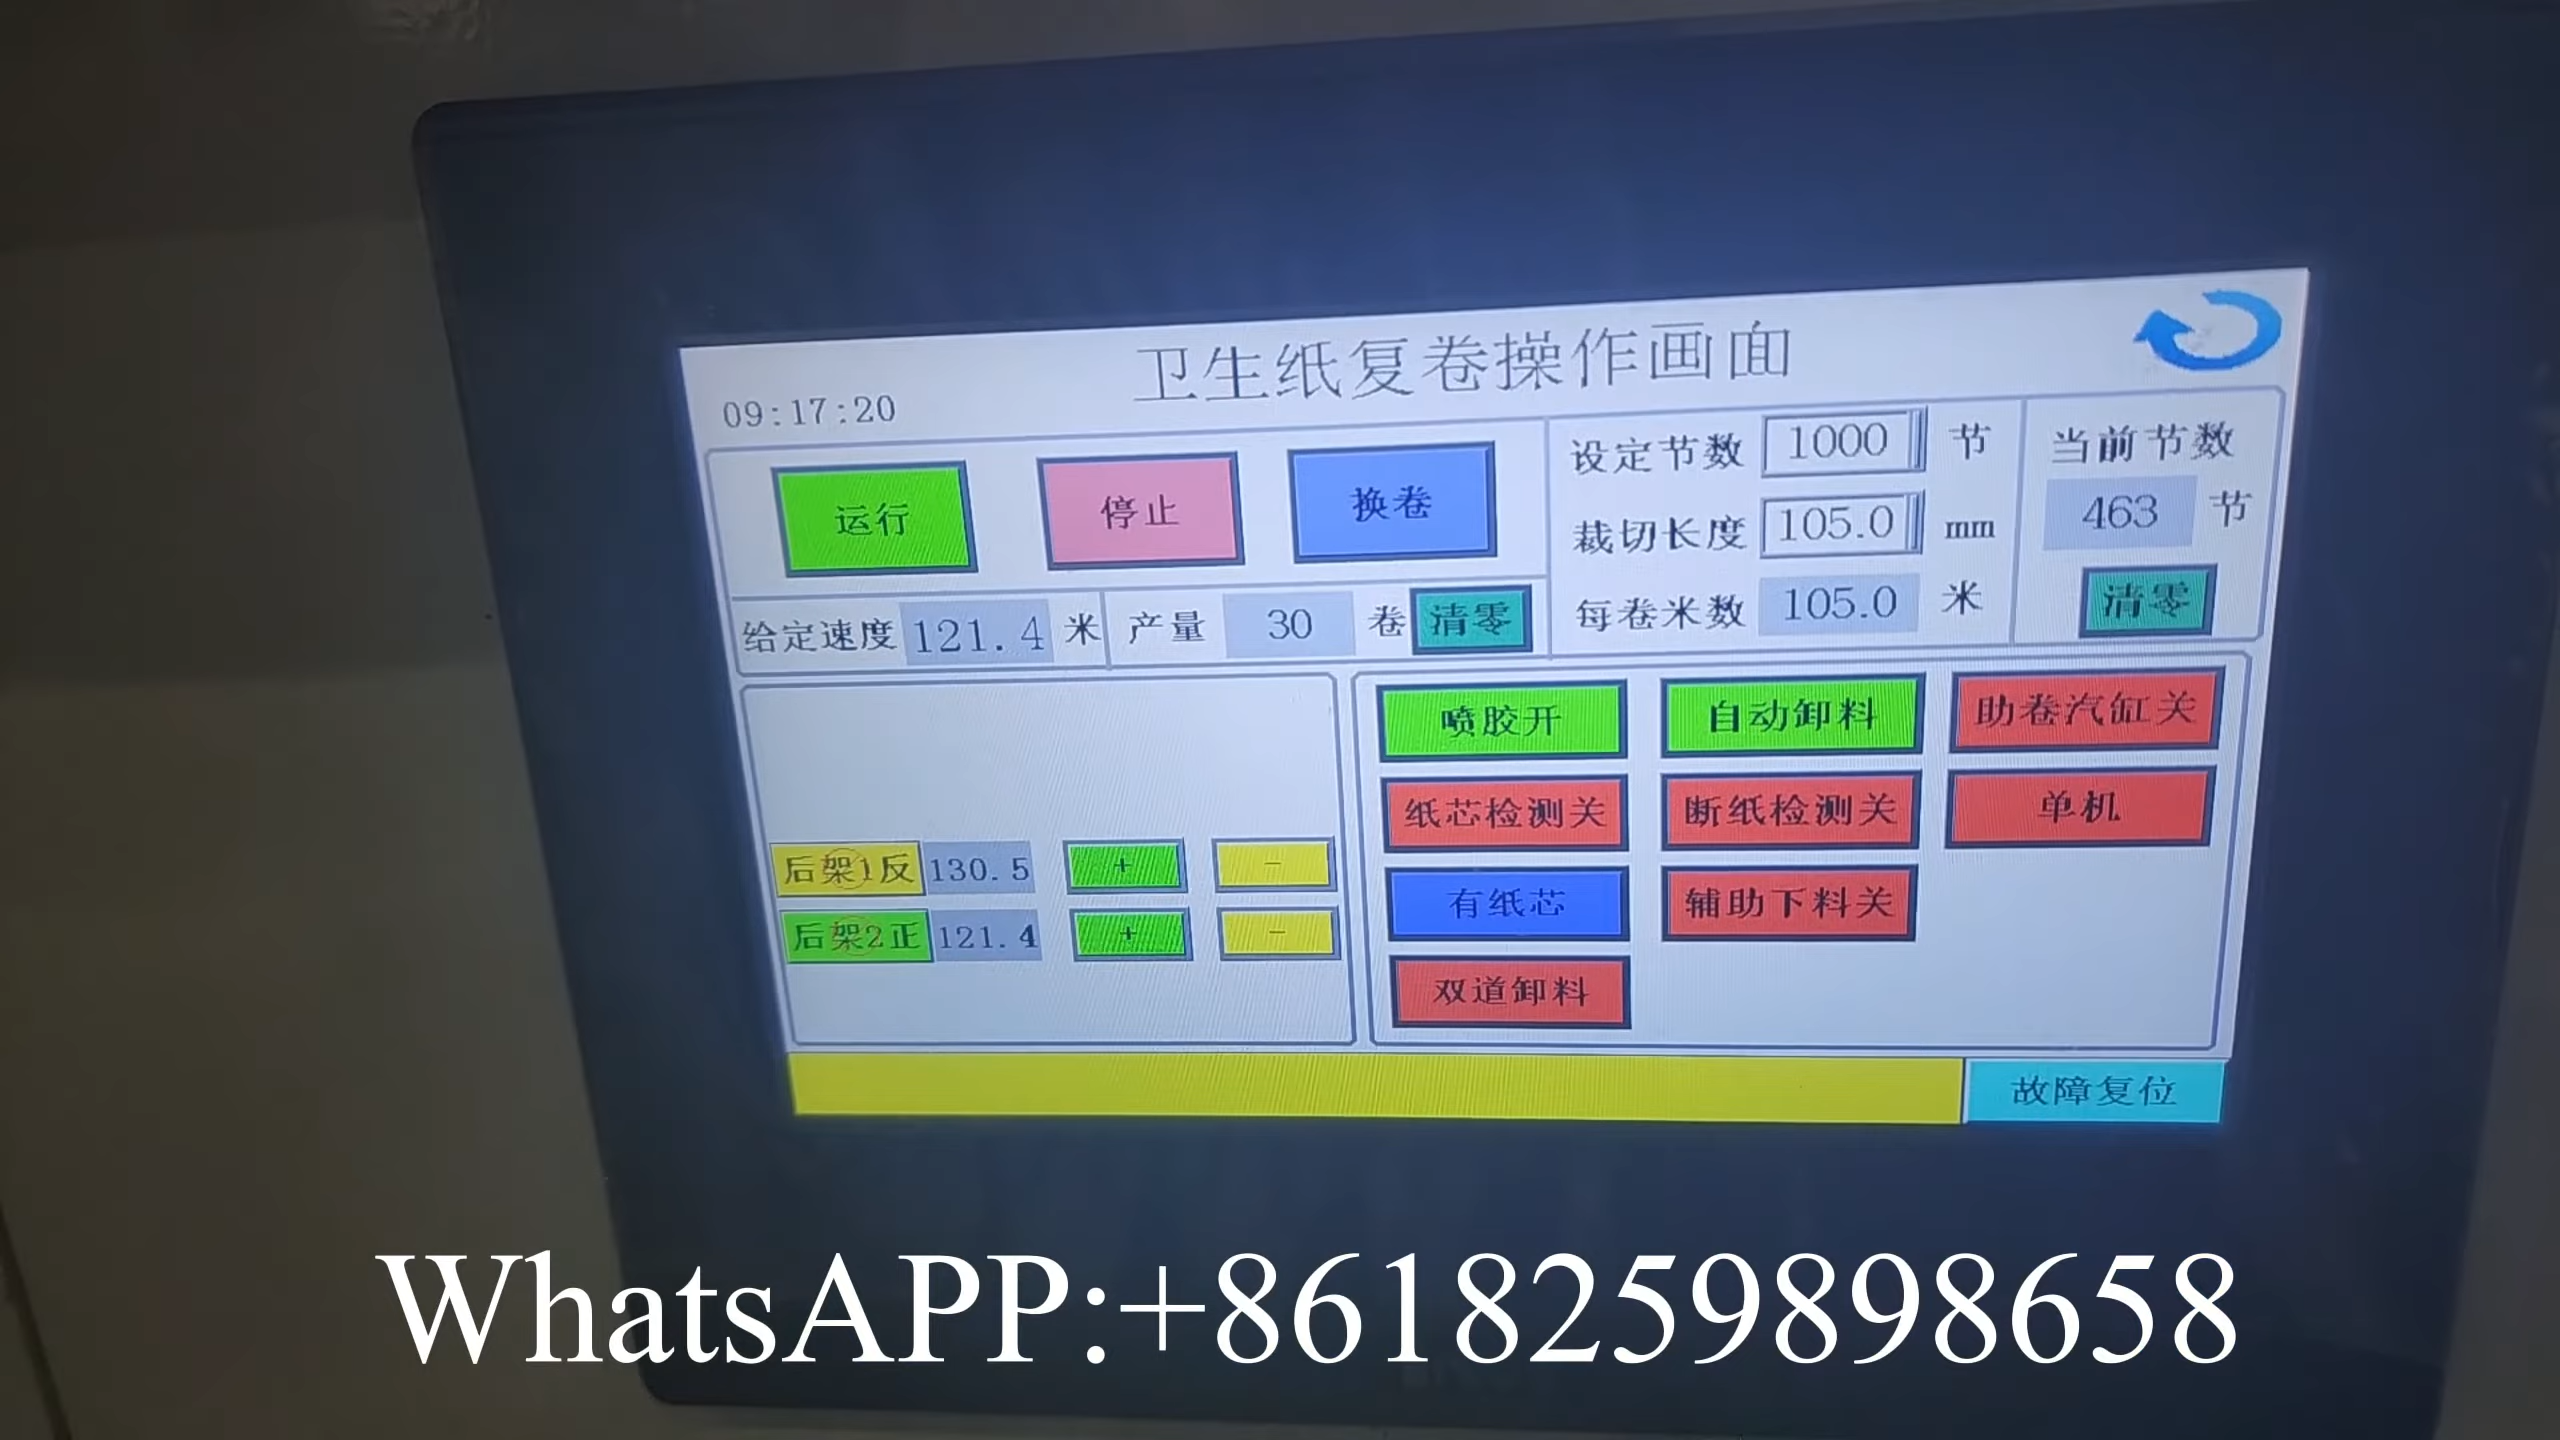 卫生纸复卷操作画面
09:17:20
运行 停止 换卷
设定节数 1000 节
裁切长度 105.0 mm
每卷米数 105.0 米
当前节数
463 节
清零
给定速度 121.4 米 产量 30 卷 清零
后架1反 130.5 + -
后架2正 121.4 + -
喷胶开 自动卸料 助卷汽缸关
纸芯检测关 断纸检测关 单机
有纸芯 辅助下料关
双道卸料
故障复位
WhatsAPP:+8618259898658